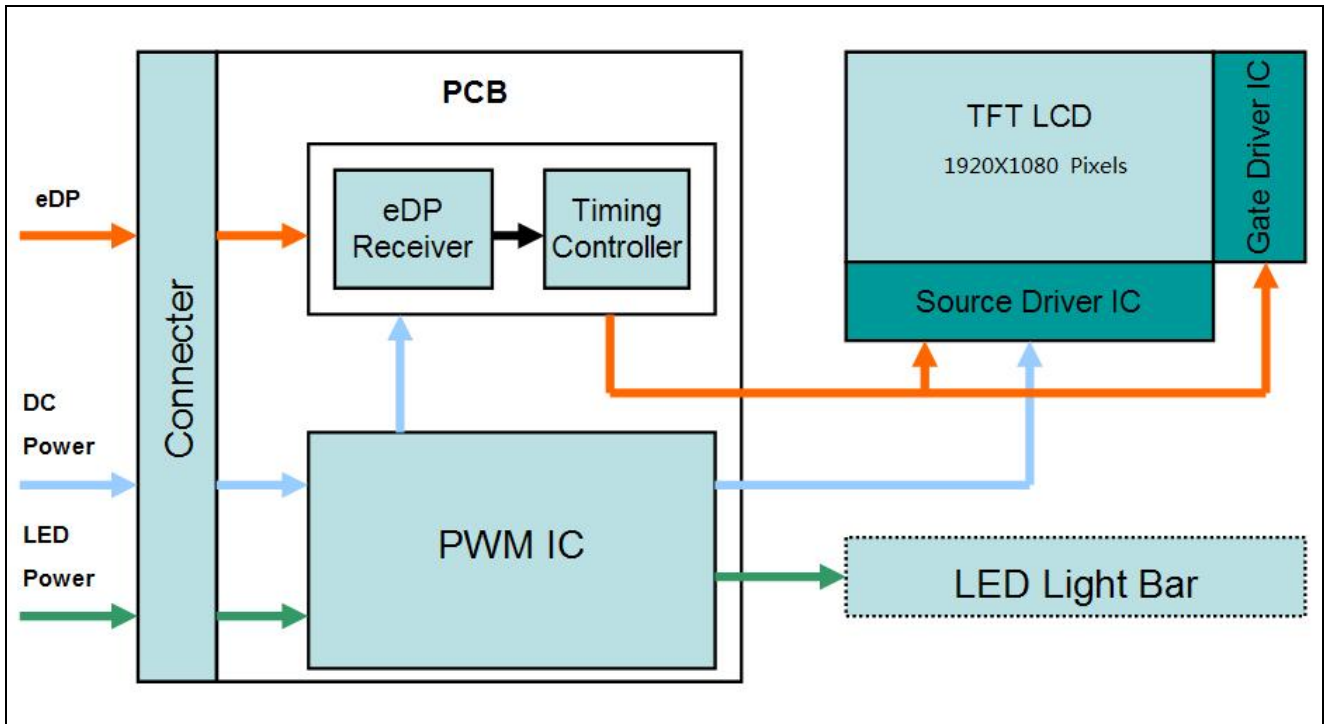 PCB
eDP
eDP
Receiver
Timing
Controller
Connecter
DC
Power
LED
Power
PWM IC
TFT LCD
1920X1080 Pixels
Gate Driver IC
Source Driver IC
LED Light Bar